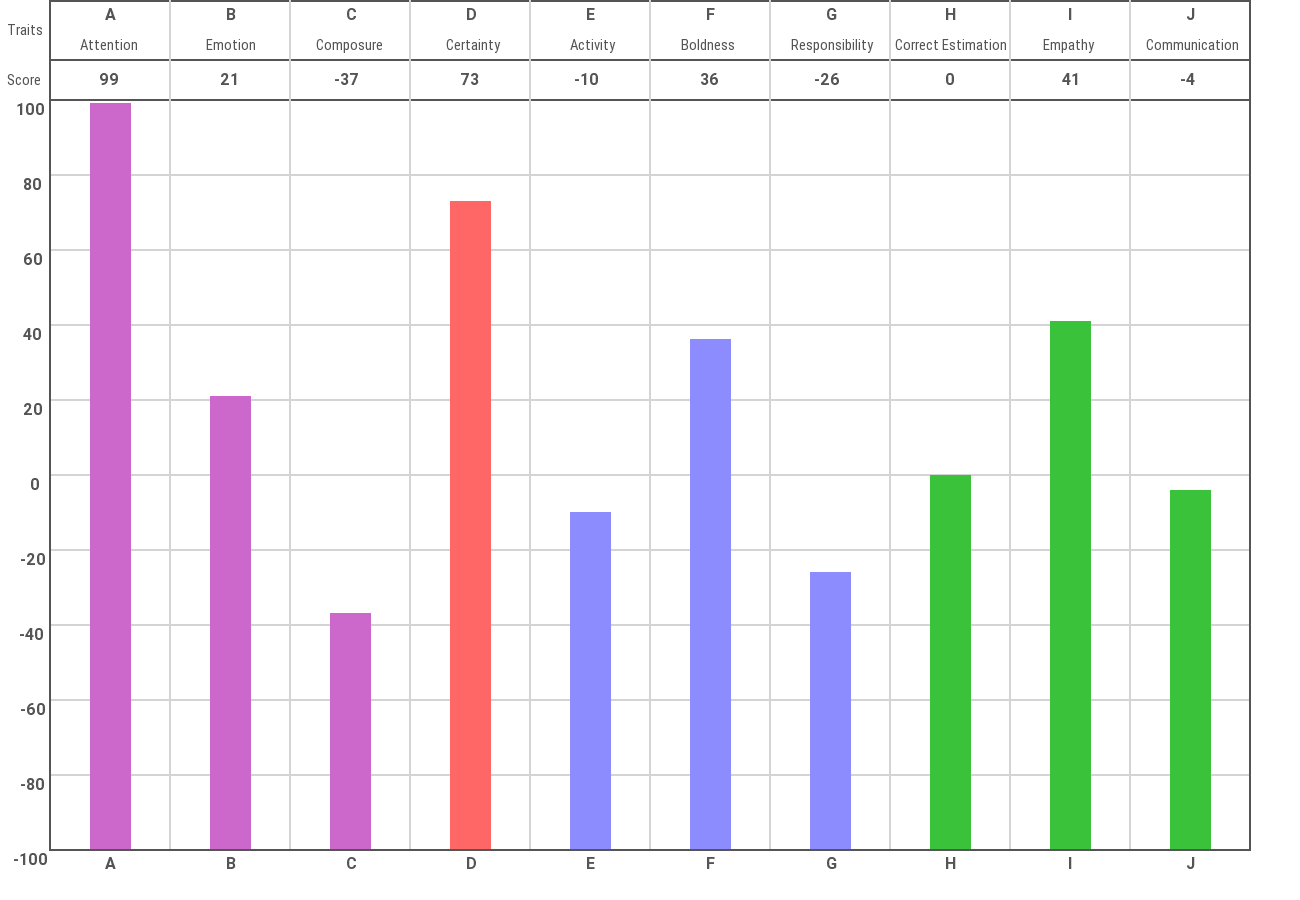 A B C D E F G H I J
Traits
Attention Emotion Composure Certainty Activity Boldness Responsibility Correct Estimation Empathy Communication
Score 99 21 -37 73 -10 36 -26 0 41 -4
100
80
60
40
20
0
-20
-40
-60
-80
-100
A B C D E F G H I J